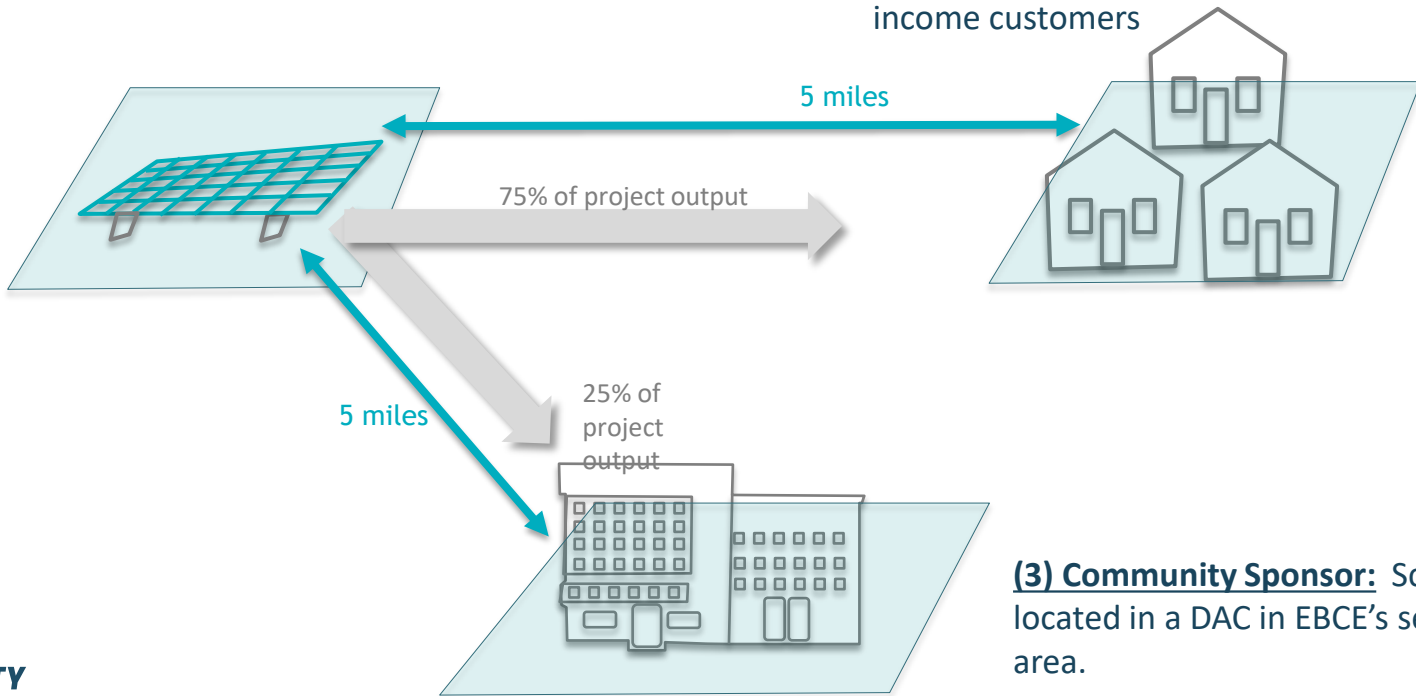 income customers
5 miles
75% of project output
5 miles
25% of
project
output
(3) Community Sponsor:
located in a DAC in EBCE's
area.